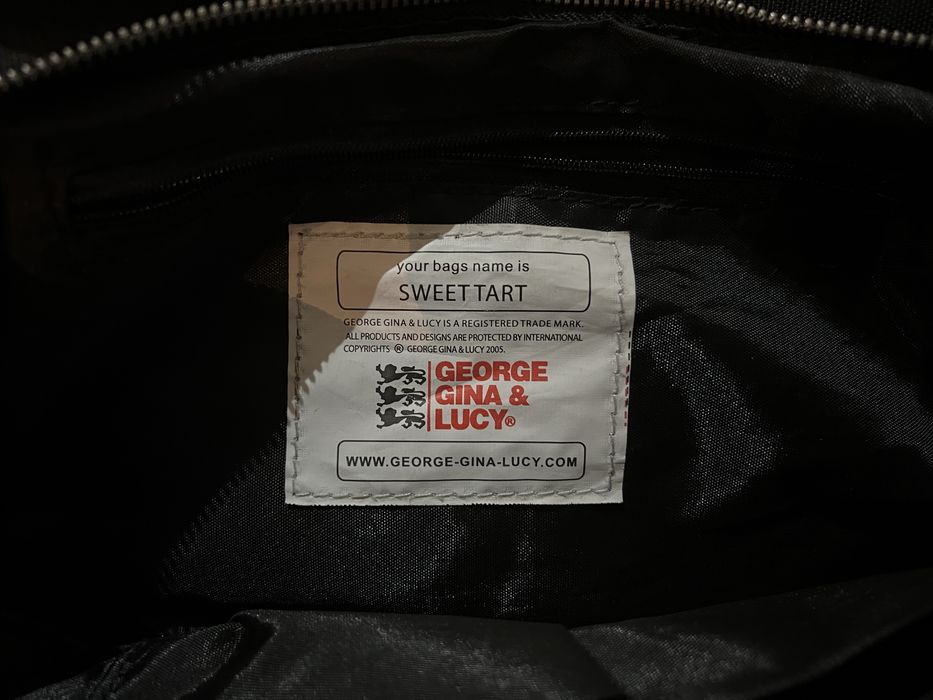 your bags name is
SWEET TART
GEORGE GINA & LUCY IS A REGISTERED TRADE MARK.
ALL PRODUCTS AND DESIGNS ARE PROTECTED BY INTERNATIONAL
COPYRIGHTS ® GEORGE GINA & LUCY 2005.
GEORGE
GINA &
LUCY®
WWW.GEORGE-GINA-LUCY.COM